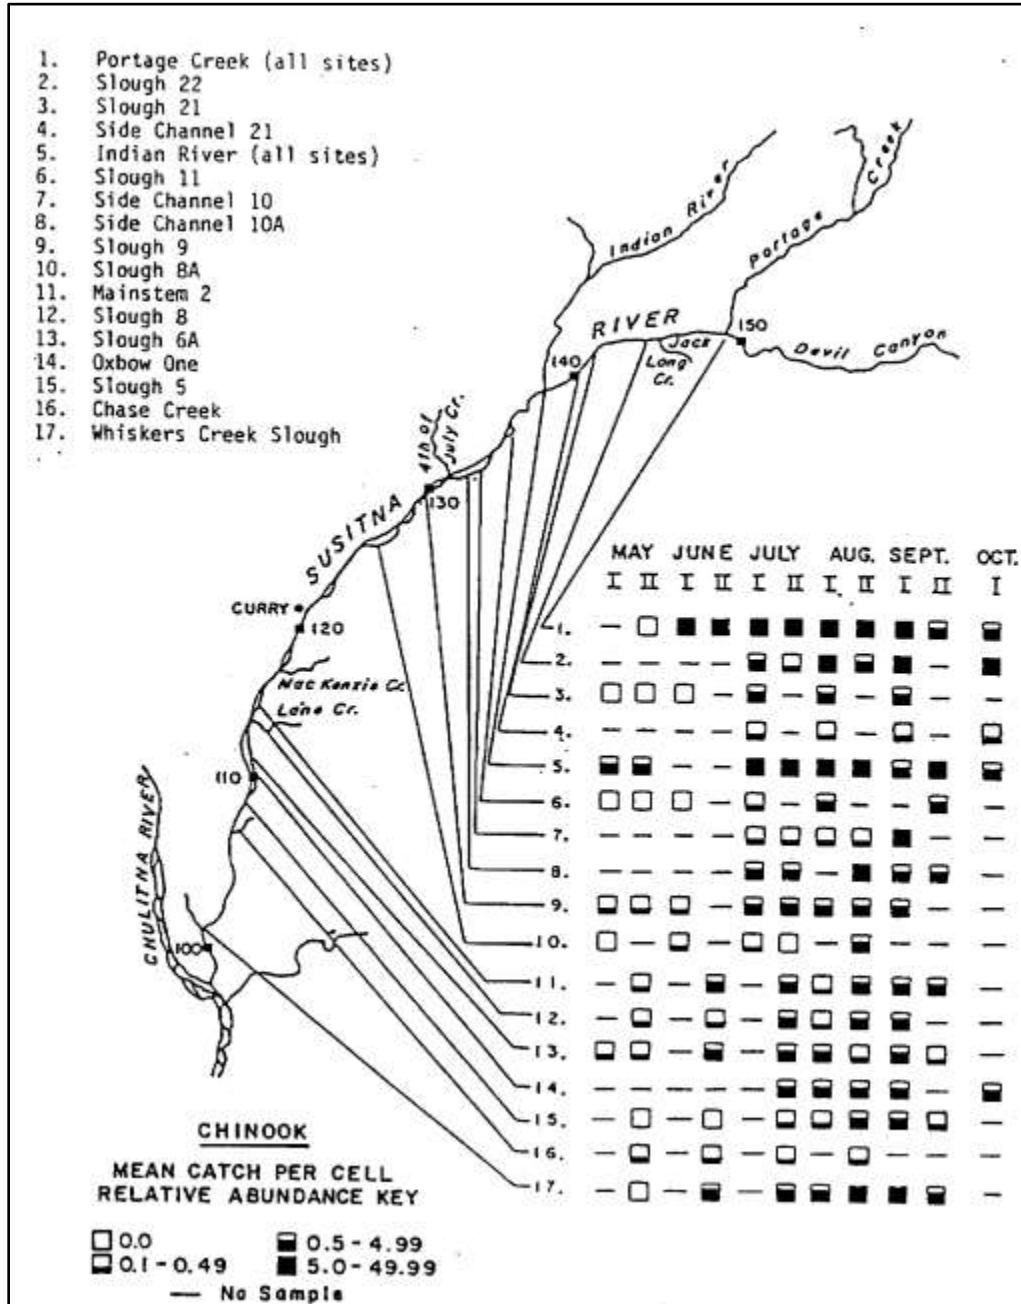 1. Portage Creek (all sites)
2. Slough 22
3. Slough 21
4. Side Channel 21
5. Indian River (all sites)
6. Slough 11
7. Side Channel 10
8. Side Channel 10A
9. Slough 9
10. Slough 8A
11. Mainstem 2
12. Slough 8
13. Slough 6A
14. Oxbow One
15. Slough 5
16. Chase Creek
17. Whiskers Creek Slough
Indian River
Portage Creek
RIVER
150
Jack
Long
Cr.
Devil Canyon
140
4th of
July Cr.
130
SUSITNA
CURRY
120
MacKenzie Cr.
Lane Cr.
110
CHULITNA RIVER
100
MAY JUNE JULY AUG. SEPT. OCT.
I II I II I II I II I II I
1. —
2. — — — — —
3. — — — — —
4. — — — — — — —
5. — —
6. — — — —
7. — — — — — —
8. — — — — — —
9. — — —
10. — — — — —
11. — — — —
12. — — — — —
13. — — —
14. — — — — — —
15. — — — —
16. — — — — — — —
17. — — — —
CHINOOK
MEAN CATCH PER CELL
RELATIVE ABUNDANCE KEY
0.0 0.5 - 4.99
0.1 - 0.49 5.0 - 49.99
— No Sample